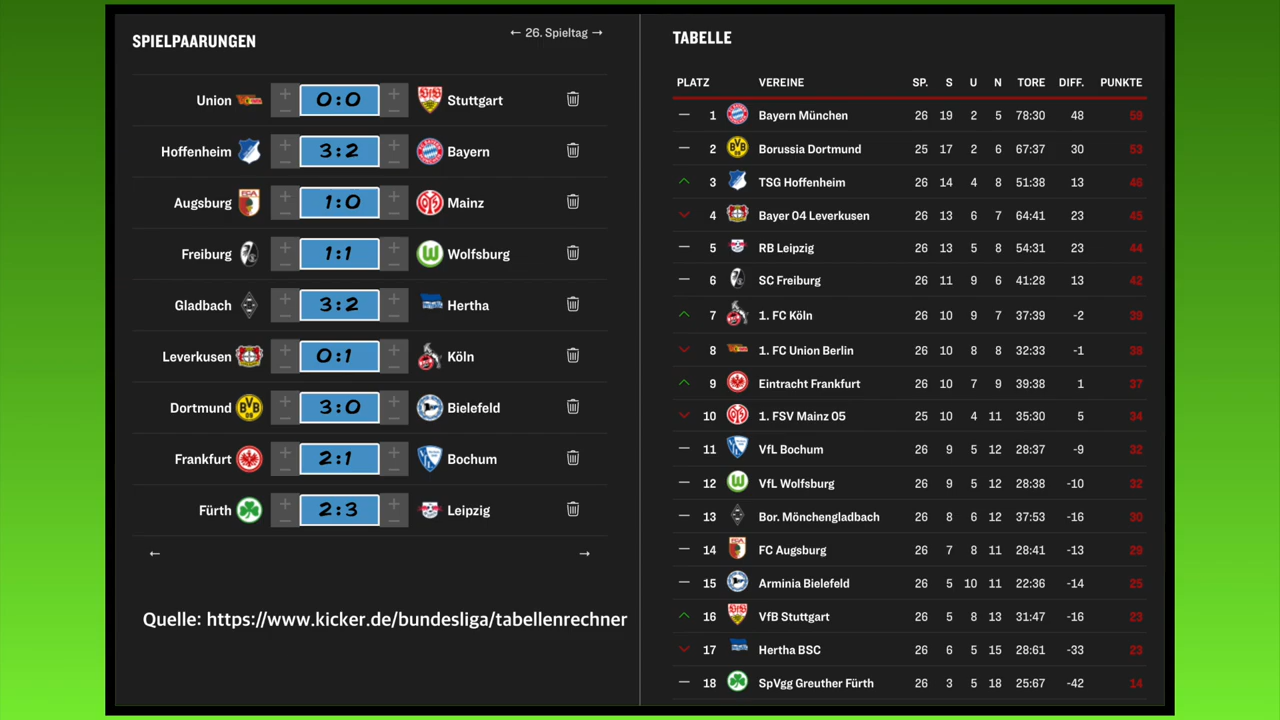 SPIELPAARUNGEN
← 26. Spieltag →
Union 0:0 Stuttgart
Hoffenheim 3:2 Bayern
Augsburg 1:0 Mainz
Freiburg 1:1 Wolfsburg
Gladbach 3:2 Hertha
Leverkusen 0:1 Köln
Dortmund 3:0 Bielefeld
Frankfurt 2:1 Bochum
Fürth 2:3 Leipzig
← →
Quelle: https://www.kicker.de/bundesliga/tabellenrechner
TABELLE
PLATZ VEREINE SP. S U N TORE DIFF. PUNKTE
1 Bayern München 26 19 2 5 78:30 48 59
2 Borussia Dortmund 25 17 2 6 67:37 30 53
3 TSG Hoffenheim 26 14 4 8 51:38 13 46
4 Bayer 04 Leverkusen 26 13 6 7 64:41 23 45
5 RB Leipzig 26 13 5 8 54:31 23 44
6 SC Freiburg 26 11 9 6 41:28 13 42
7 1. FC Köln 26 10 9 7 37:39 -2 39
8 1. FC Union Berlin 26 10 8 8 32:33 -1 38
9 Eintracht Frankfurt 26 10 7 9 39:38 1 37
10 1. FSV Mainz 05 25 10 4 11 35:30 5 34
11 VfL Bochum 26 9 5 12 28:37 -9 32
12 VfL Wolfsburg 26 9 5 12 28:38 -10 32
13 Bor. Mönchengladbach 26 8 6 12 37:53 -16 30
14 FC Augsburg 26 7 8 11 28:41 -13 29
15 Arminia Bielefeld 26 5 10 11 22:36 -14 25
16 VfB Stuttgart 26 5 8 13 31:47 -16 23
17 Hertha BSC 26 6 5 15 28:61 -33 23
18 SpVgg Greuther Fürth 26 3 5 18 25:67 -42 14